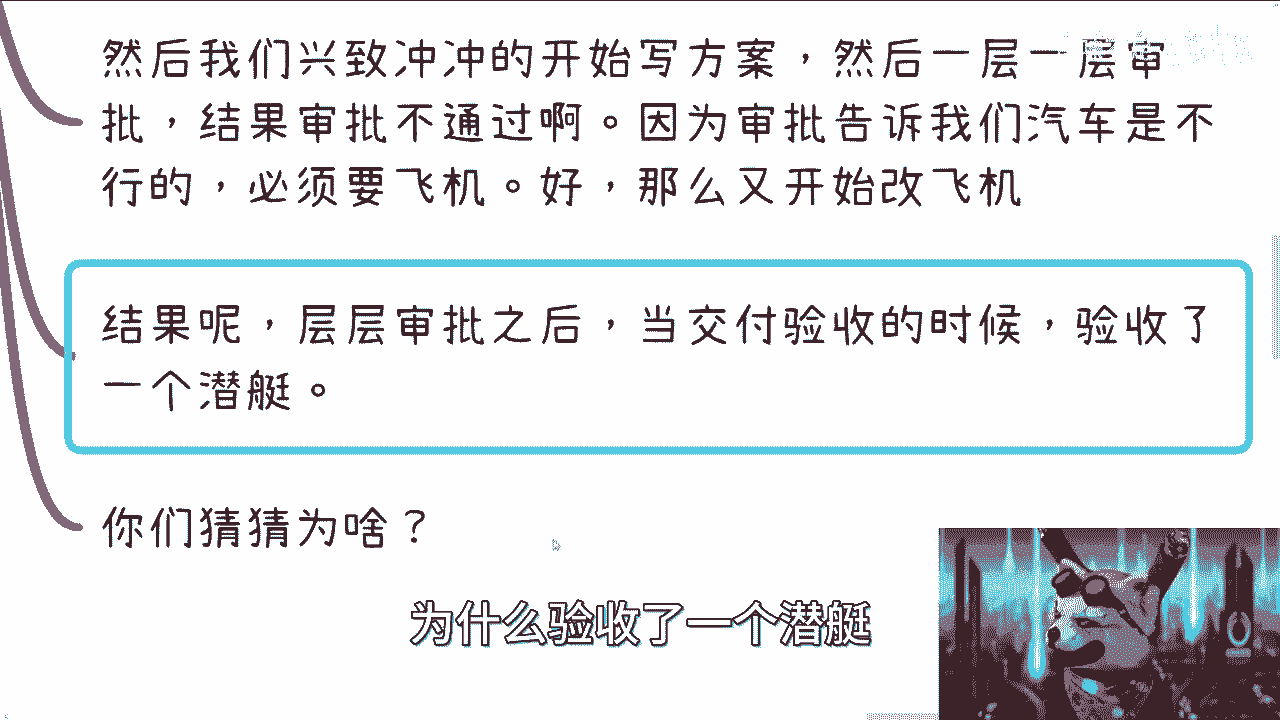 然后我们兴致冲冲的开始写方案，然后一层一层审
批，结果审批不通过啊。因为审批告诉我们汽车是不
行的，必须要飞机。好，那么又开始改飞机
结果呢，层层审批之后，当交付验收的时候，验收了
一个潜艇。
你们猜猜为啥？
为什么验收了一个潜艇